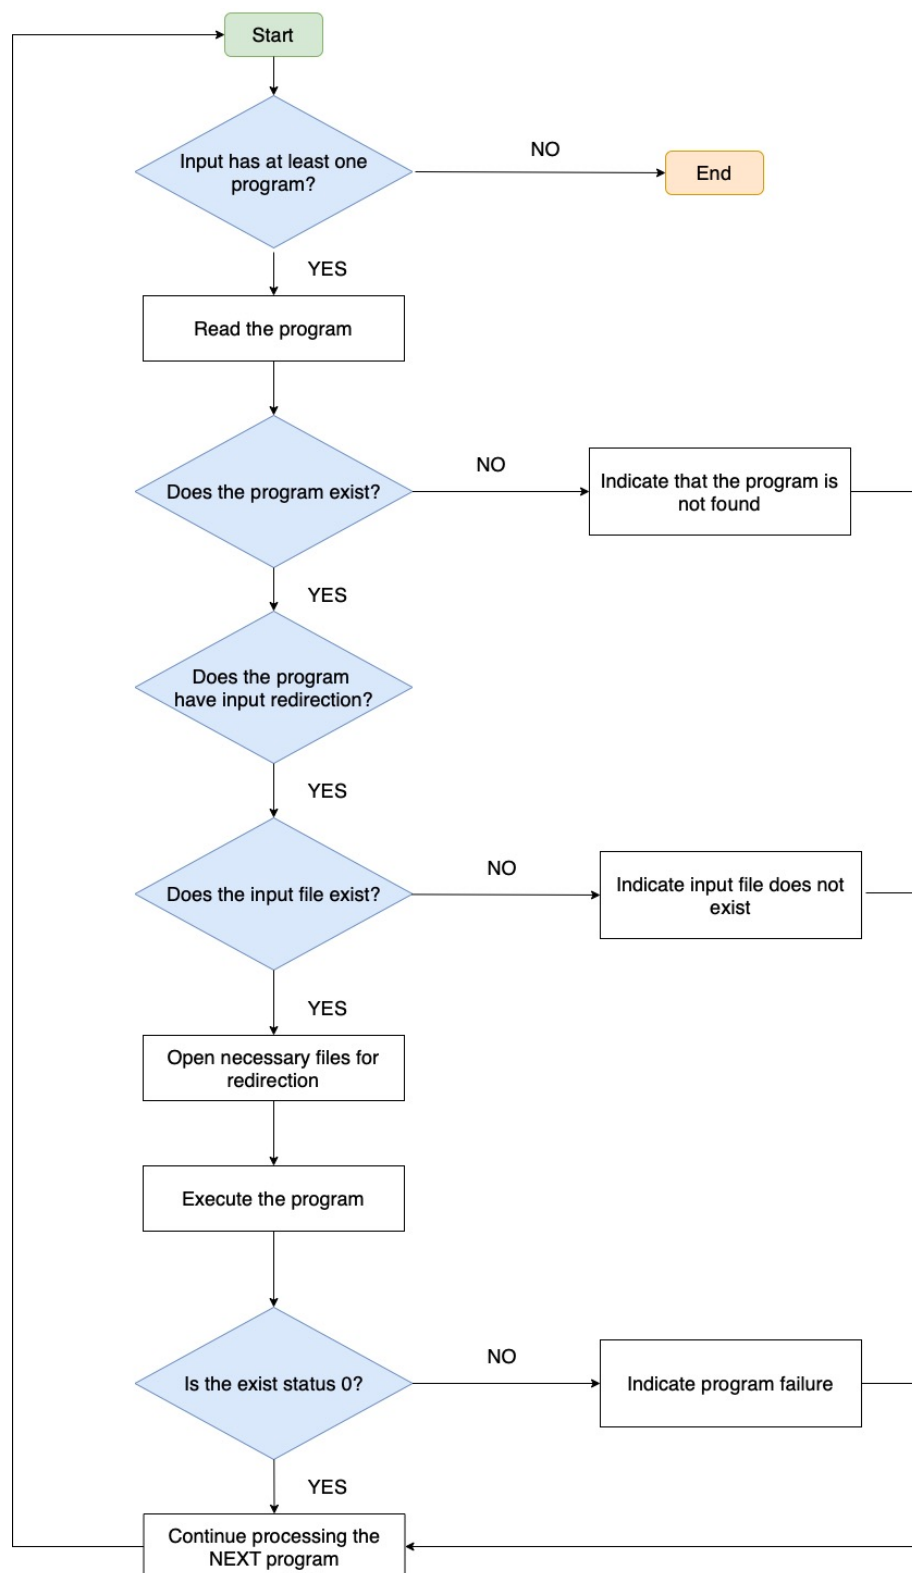 Start
Input has at least one
program?
NO
End
YES
Read the program
Does the program exist?
NO
Indicate that the program is
not found
YES
Does the program
have input redirection?
YES
Does the input file exist?
NO
Indicate input file does not
exist
YES
Open necessary files for
redirection
Execute the program
Is the exist status 0?
NO
Indicate program failure
YES
Continue processing the
NEXT program